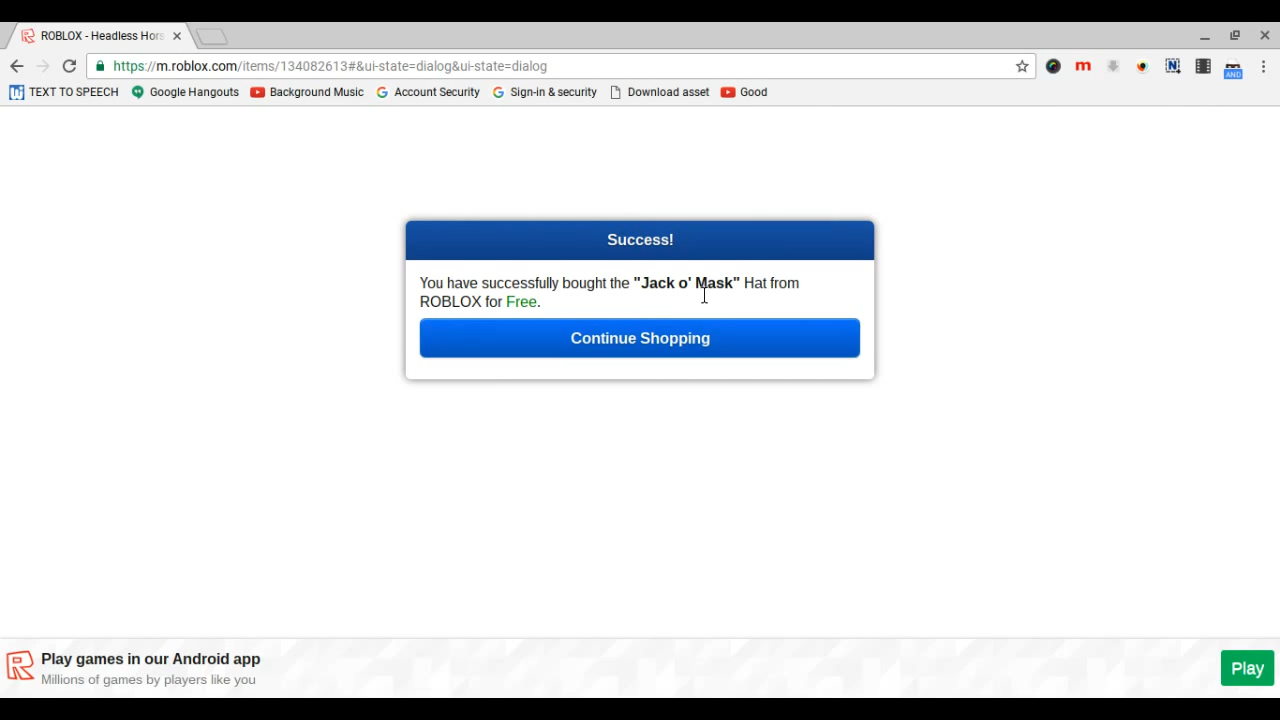 ROBLOX - Headless Hors
https://m.roblox.com/items/134082613#&ui-state=dialog&ui-state=dialog
m
N
AND
TEXT TO SPEECH Google Hangouts Background Music Account Security Sign-in & security Download asset Good
Success!
You have successfully bought the "Jack o' Mask" Hat from
ROBLOX for Free.
Continue Shopping
Play games in our Android app
Millions of games by players like you
Play